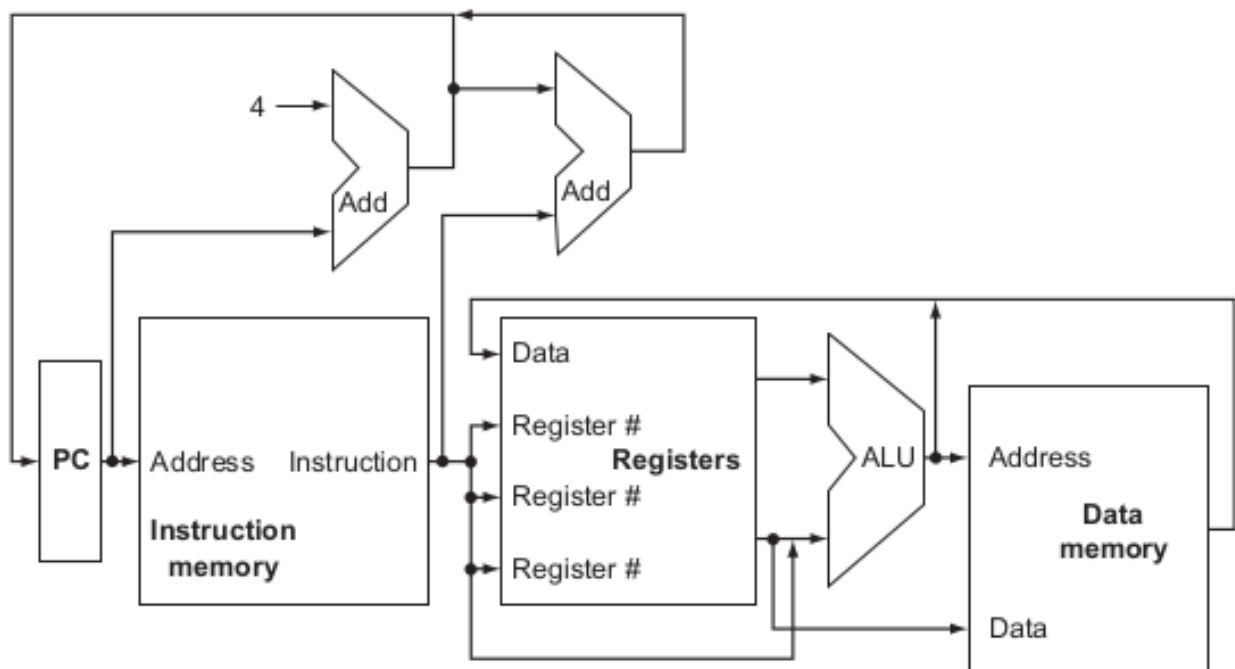 4
Add
Add
Data
Register #
PC
Address
Instruction
Registers
ALU
Address
Register #
Instruction
memory
Data
memory
Register #
Data